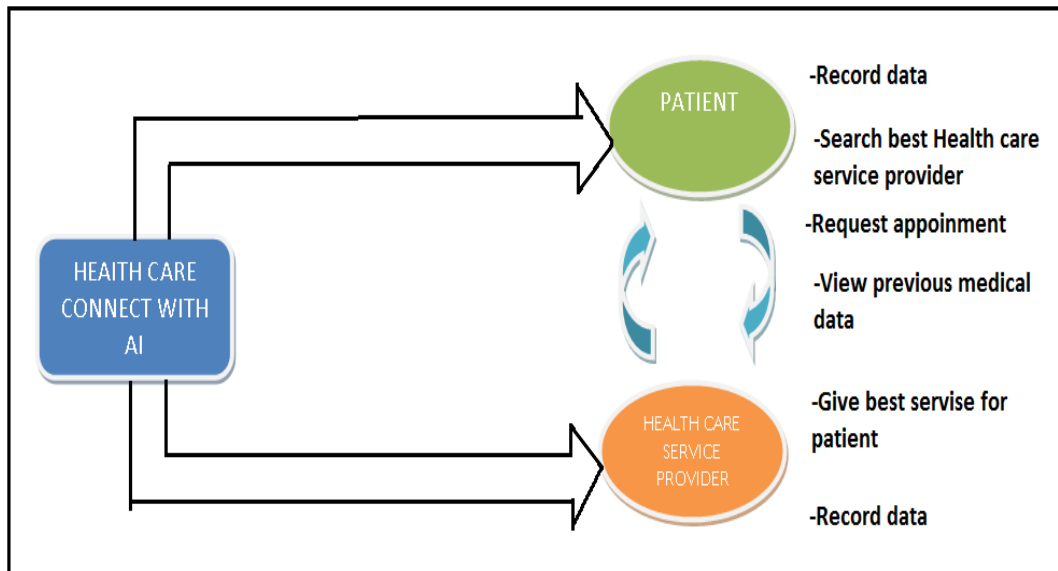 PATIENT
-Record data
-Search best Health care
service provider
-Request appoinment
-View previous medical
data
HEAITH CARE
CONNECT WITH
AI
-Give best servise for
patient
HEALTH CARE
SERVICE
PROVIDER
-Record data